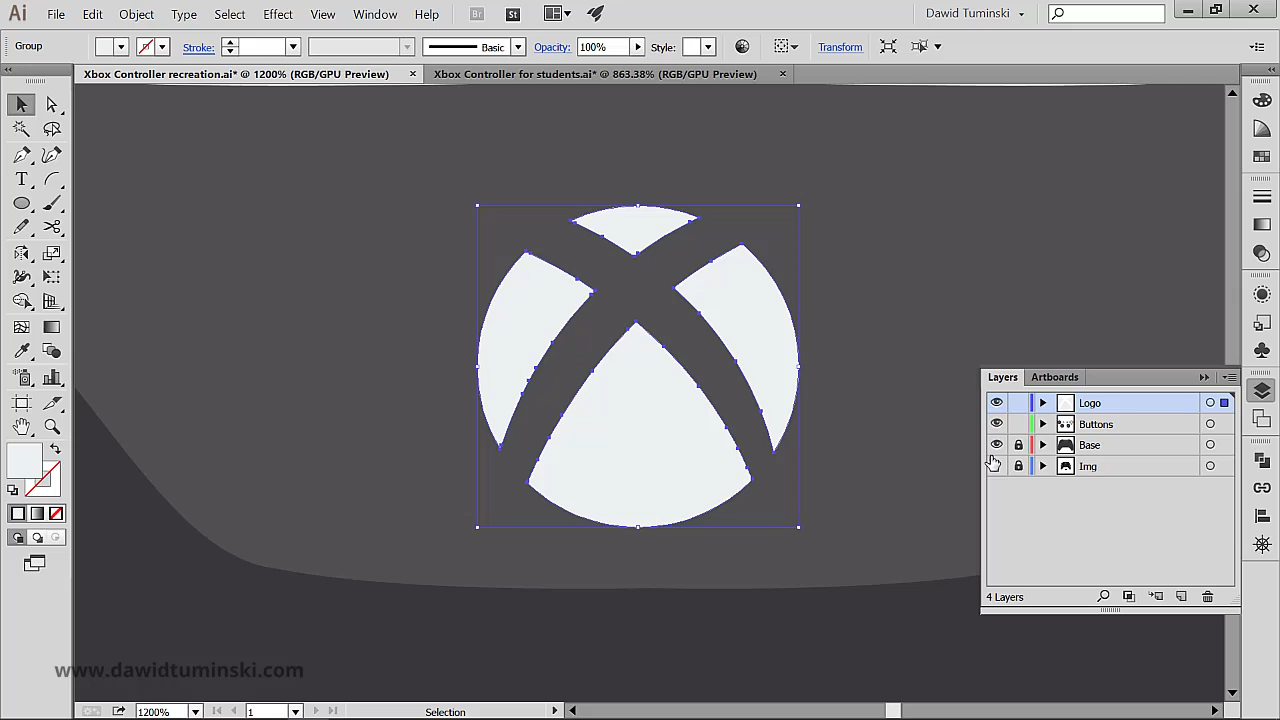 Ai File Edit Object Type Select Effect View Window Help Br St Dawid Tuminski
Group Stroke: Basic Opacity: 100% Style: Transform
Xbox Controller recreation.ai* @ 1200% (RGB/GPU Preview) × Xbox Controller for students.ai* @ 863.38% (RGB/GPU Preview) ×
Layers Artboards
Logo
Buttons
Base
Img
4 Layers
www.dawidtuminski.com
1200% 1 Selection